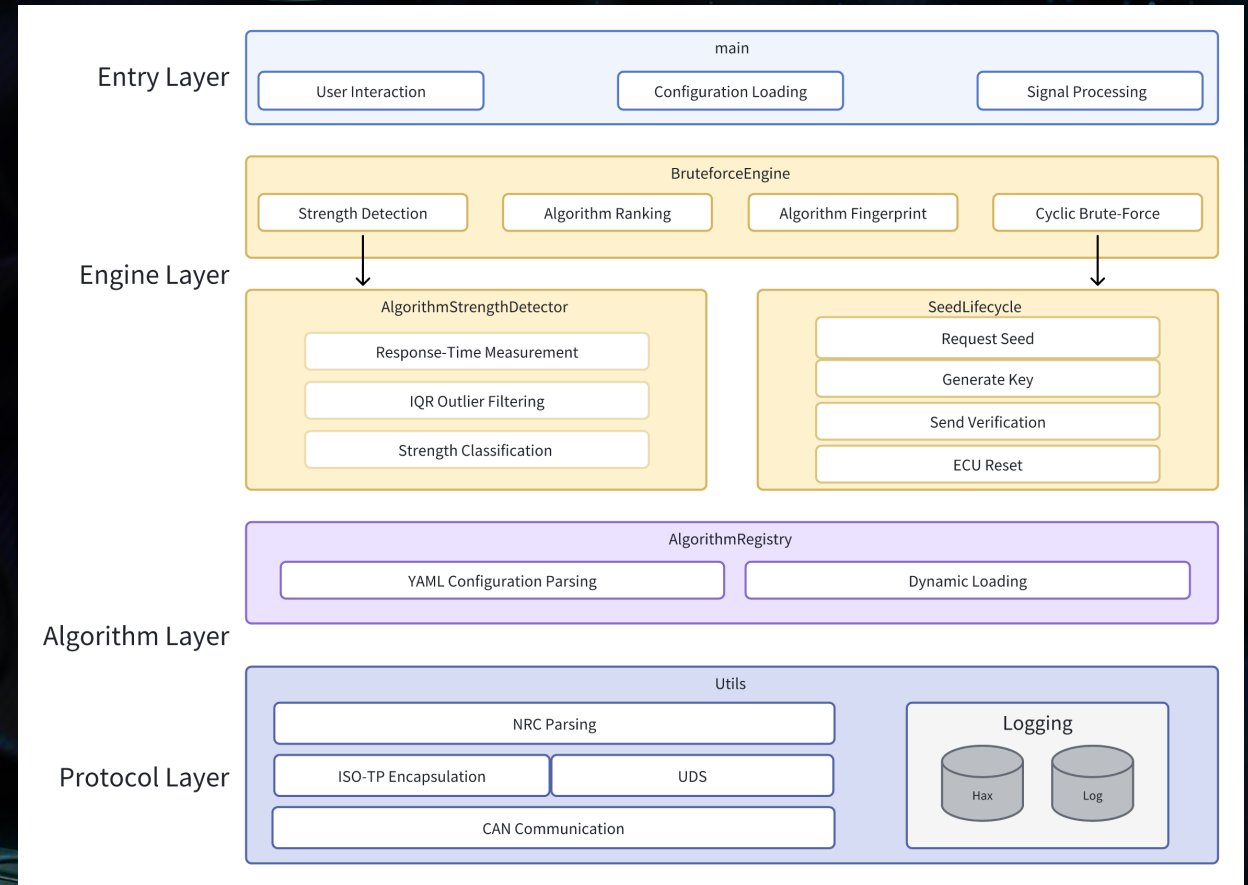 Entry Layer
main
User Interaction
Configuration Loading
Signal Processing
Engine Layer
BruteforceEngine
Strength Detection
Algorithm Ranking
Algorithm Fingerprint
Cyclic Brute-Force
AlgorithmStrengthDetector
Response-Time Measurement
IQR Outlier Filtering
Strength Classification
SeedLifecycle
Request Seed
Generate Key
Send Verification
ECU Reset
Algorithm Layer
AlgorithmRegistry
YAML Configuration Parsing
Dynamic Loading
Protocol Layer
Utils
NRC Parsing
ISO-TP Encapsulation
UDS
CAN Communication
Logging
Hax
Log